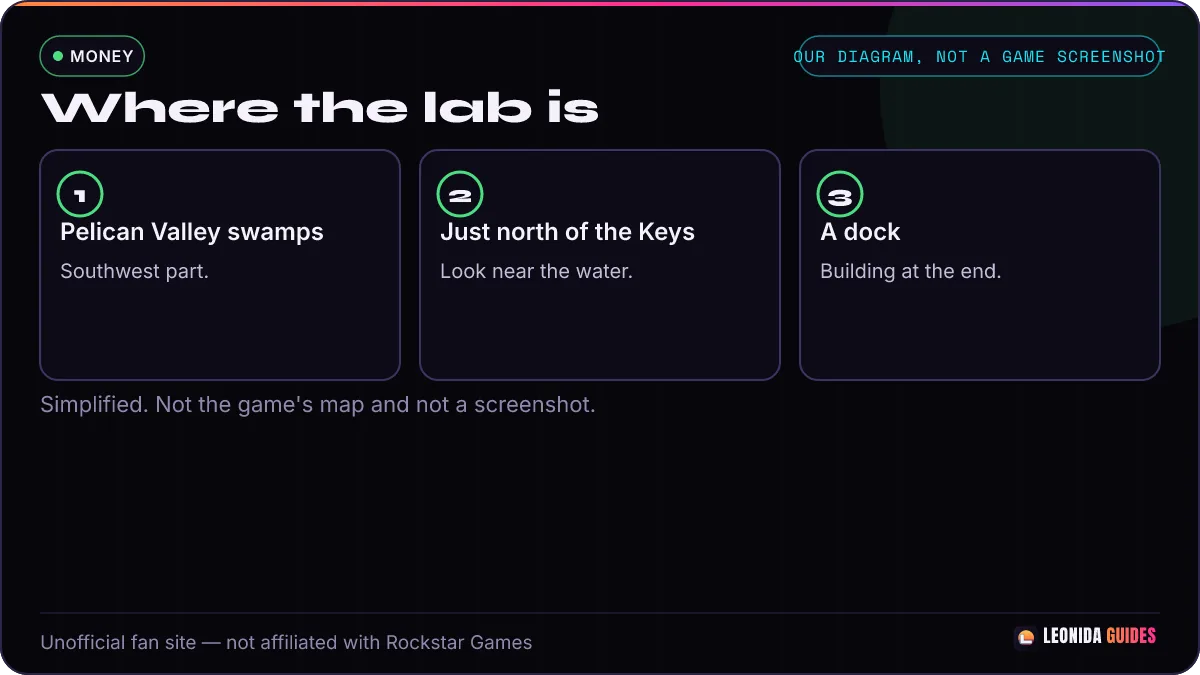 MONEY
OUR DIAGRAM, NOT A GAME SCREENSHOT
Where the lab is
1
Pelican Valley swamps
Southwest part.
2
Just north of the Keys
Look near the water.
3
A dock
Building at the end.
Simplified. Not the game's map and not a screenshot.
Unofficial fan site — not affiliated with Rockstar Games
LEONIDA GUIDES